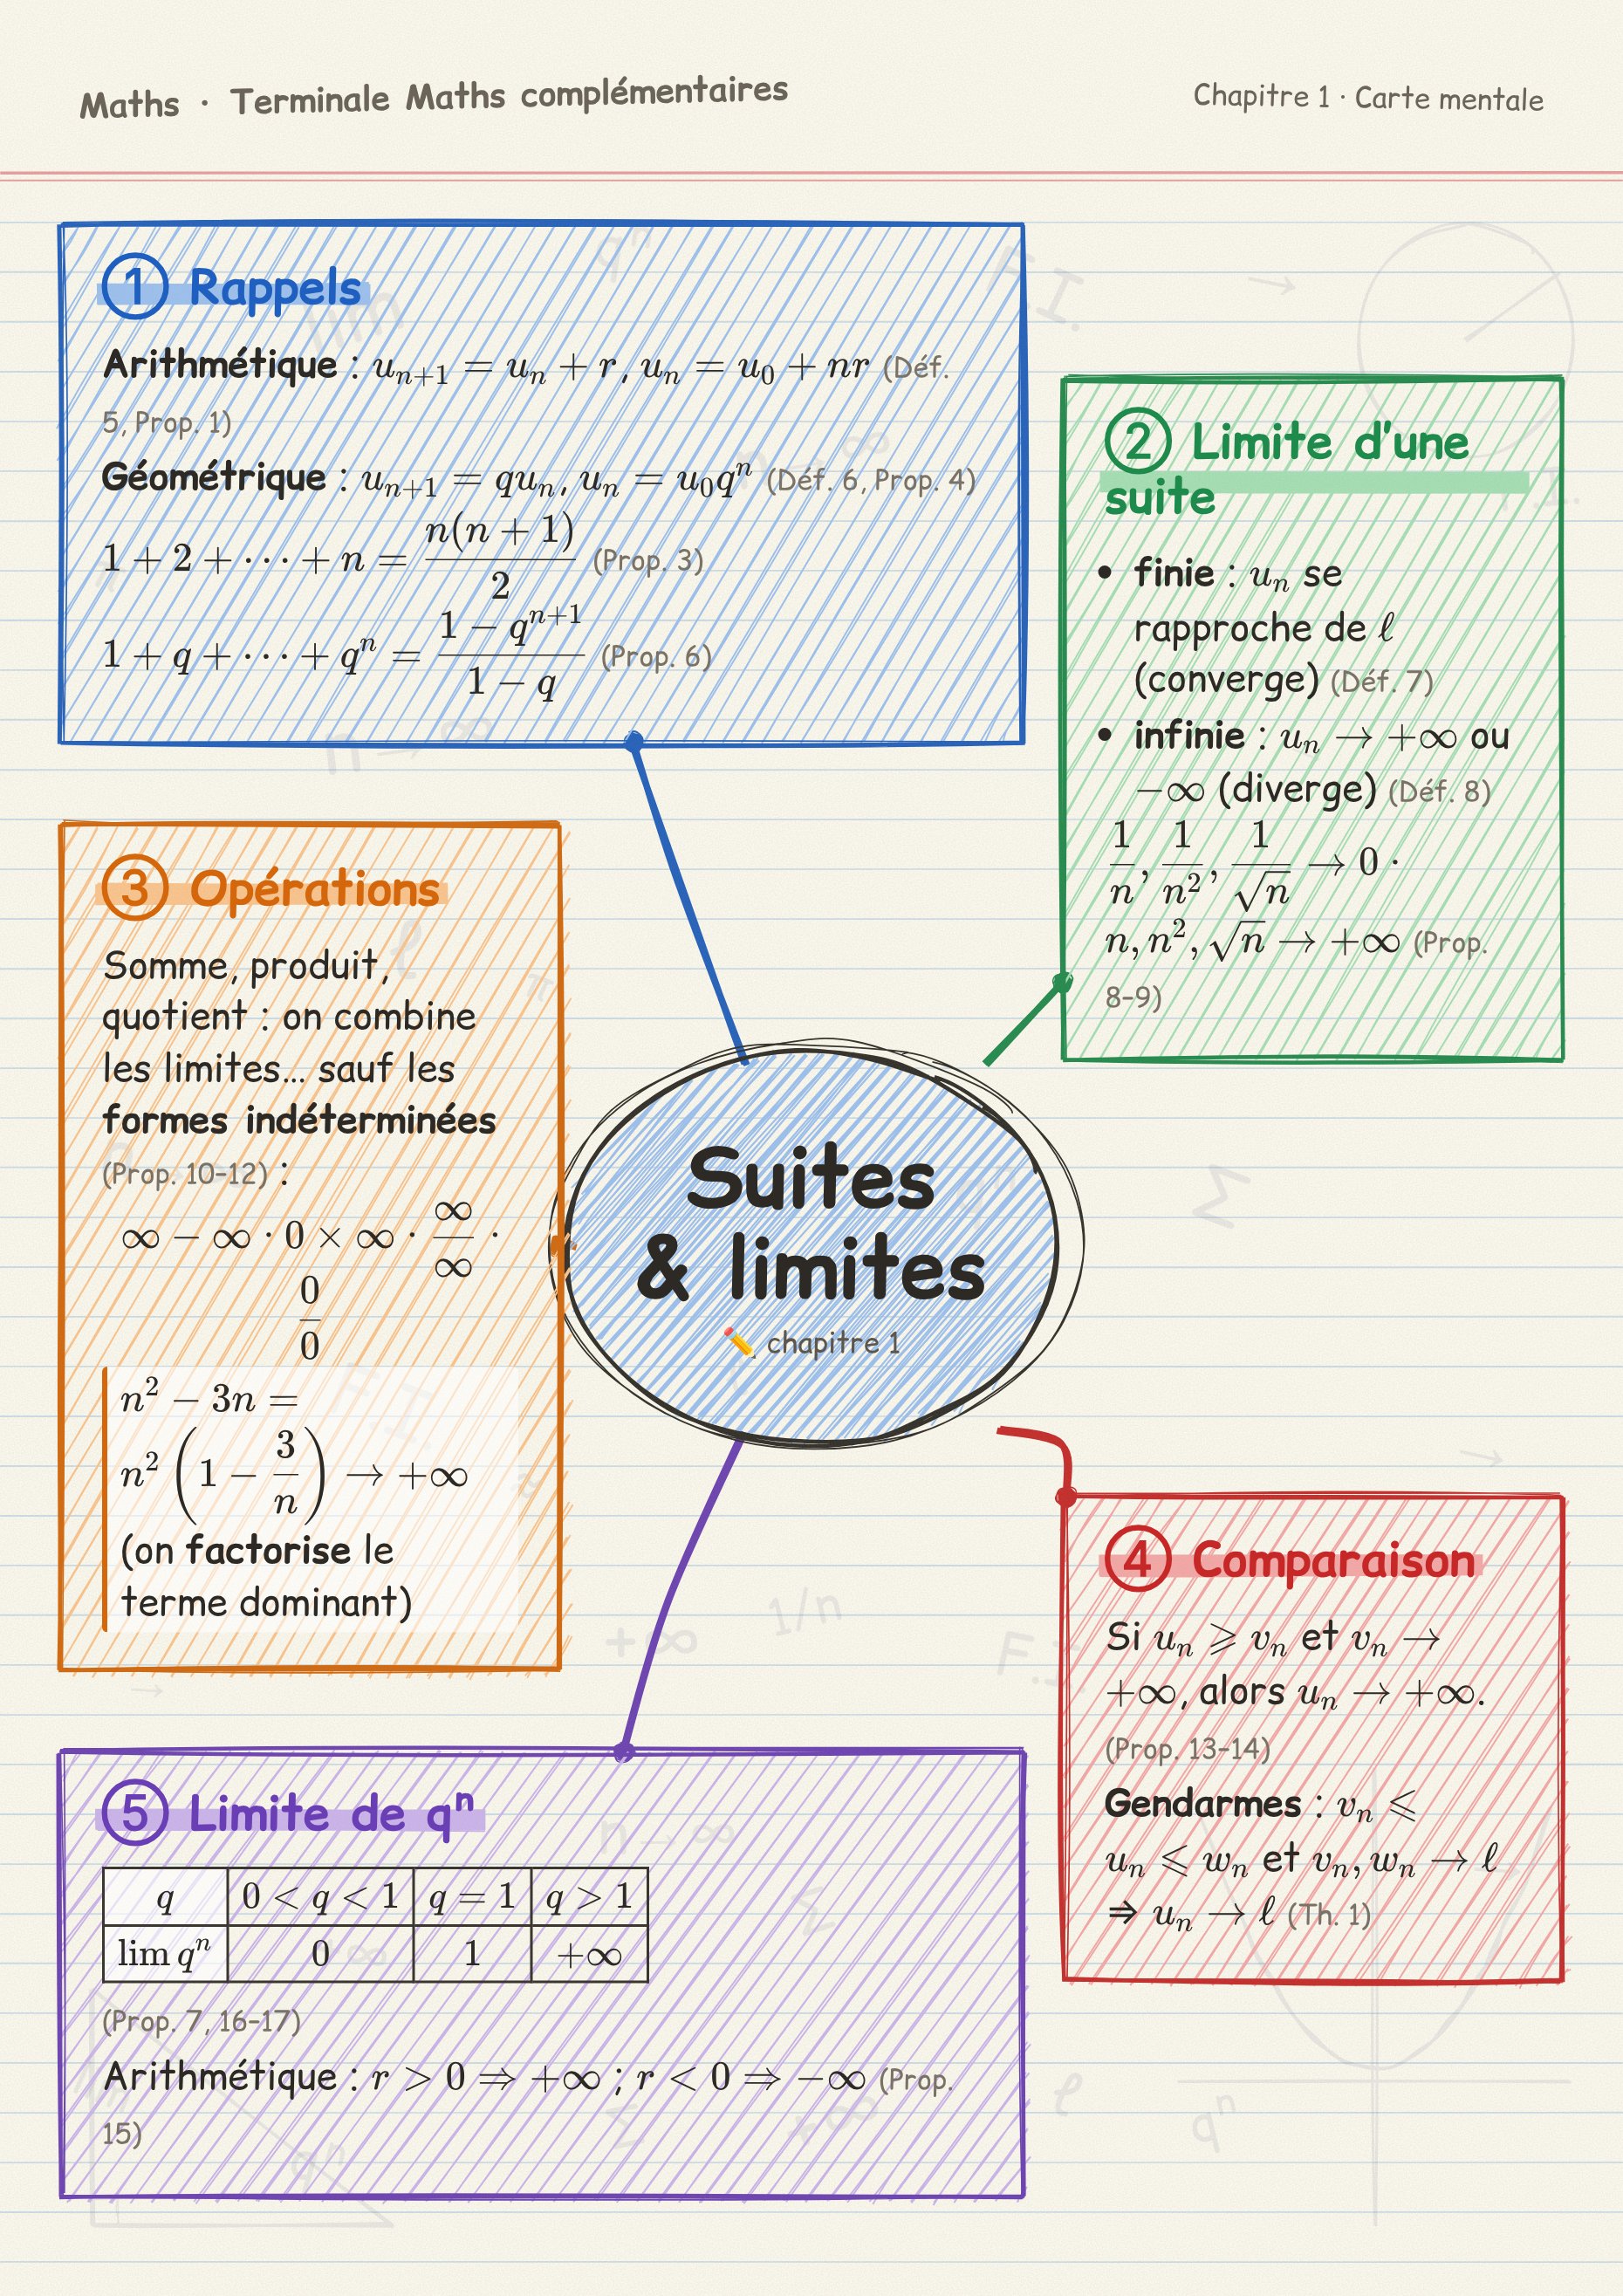 Maths · Terminale Maths complémentaires
Chapitre 1 · Carte mentale
① Rappels
Arithmétique : u_{n+1} = u_n + r, u_n = u_0 + nr (Déf.
5, Prop. 1)
Géométrique : u_{n+1} = qu_n, u_n = u_0q^n (Déf. 6, Prop. 4)
1 + 2 + ··· + n = n(n + 1)/2 (Prop. 3)
1 + q + ··· + q^n = (1 − q^{n+1})/(1 − q) (Prop. 6)
② Limite d'une
suite
• finie : u_n se
rapproche de ℓ
(converge) (Déf. 7)
• infinie : u_n → +∞ ou
−∞ (diverge) (Déf. 8)
1/n, 1/n², 1/√n → 0 ·
n, n², √n → +∞ (Prop.
8-9)
③ Opérations
Somme, produit,
quotient : on combine
les limites... sauf les
formes indéterminées
(Prop. 10-12) :
∞ − ∞ · 0 × ∞ · ∞/∞ ·
0/0
n² − 3n =
n² (1 − 3/n) → +∞
(on factorise le
terme dominant)
Suites
& limites
✏️ chapitre 1
④ Comparaison
Si u_n ⩾ v_n et v_n →
+∞, alors u_n → +∞.
(Prop. 13-14)
Gendarmes : v_n ⩽
u_n ⩽ w_n et v_n, w_n → ℓ
⇒ u_n → ℓ (Th. 1)
⑤ Limite de qⁿ
q 0 < q < 1 q = 1 q > 1
lim q^n 0 1 +∞
(Prop. 7, 16-17)
Arithmétique : r > 0 ⇒ +∞ ; r < 0 ⇒ −∞ (Prop.
15)